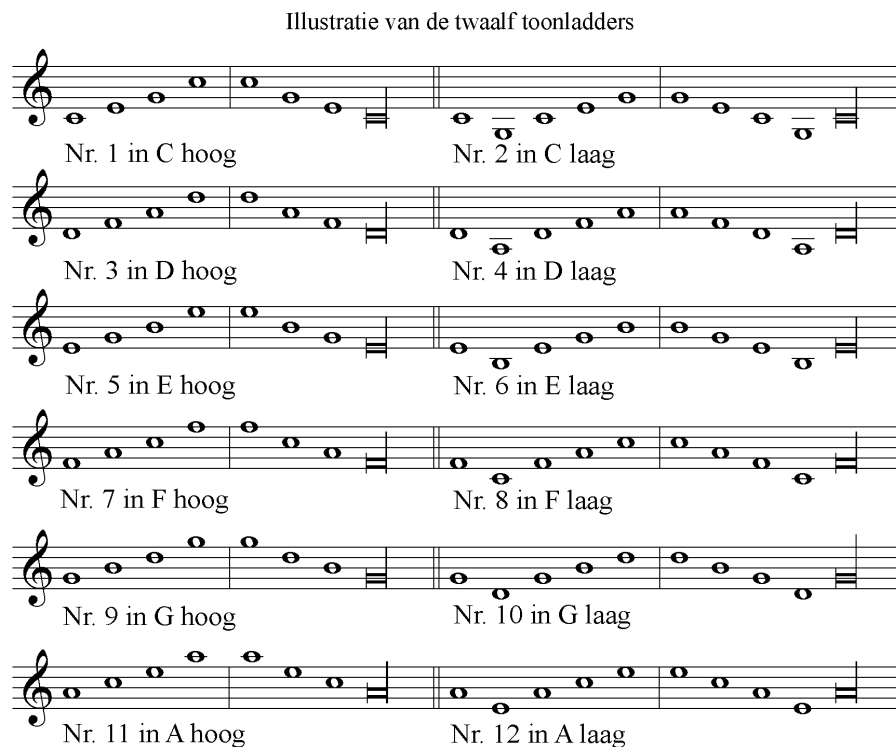 Illustratie van de twaalf toonladders
Nr. 1 in C hoog
Nr. 2 in C laag
Nr. 3 in D hoog
Nr. 4 in D laag
Nr. 5 in E hoog
Nr. 6 in E laag
Nr. 7 in F hoog
Nr. 8 in F laag
Nr. 9 in G hoog
Nr. 10 in G laag
Nr. 11 in A hoog
Nr. 12 in A laag